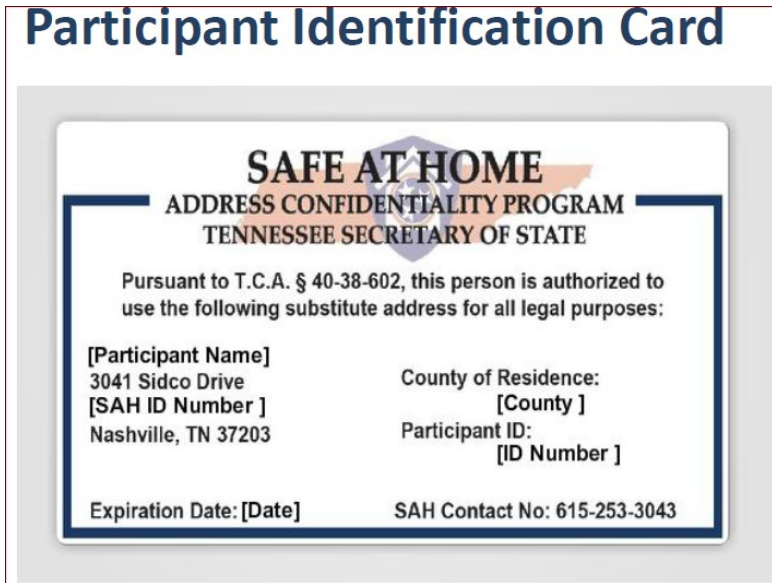 Participant Identification Card
SAFE AT HOME
ADDRESS CONFIDENTIALITY PROGRAM
TENNESSEE SECRETARY OF STATE
Pursuant to T.C.A. § 40-38-602, this person is authorized to
use the following substitute address for all legal purposes:
[Participant Name]
3041 Sidco Drive
[SAH ID Number ]
Nashville, TN 37203
County of Residence:
[County ]
Participant ID:
[ID Number ]
Expiration Date: [Date]
SAH Contact No: 615-253-3043